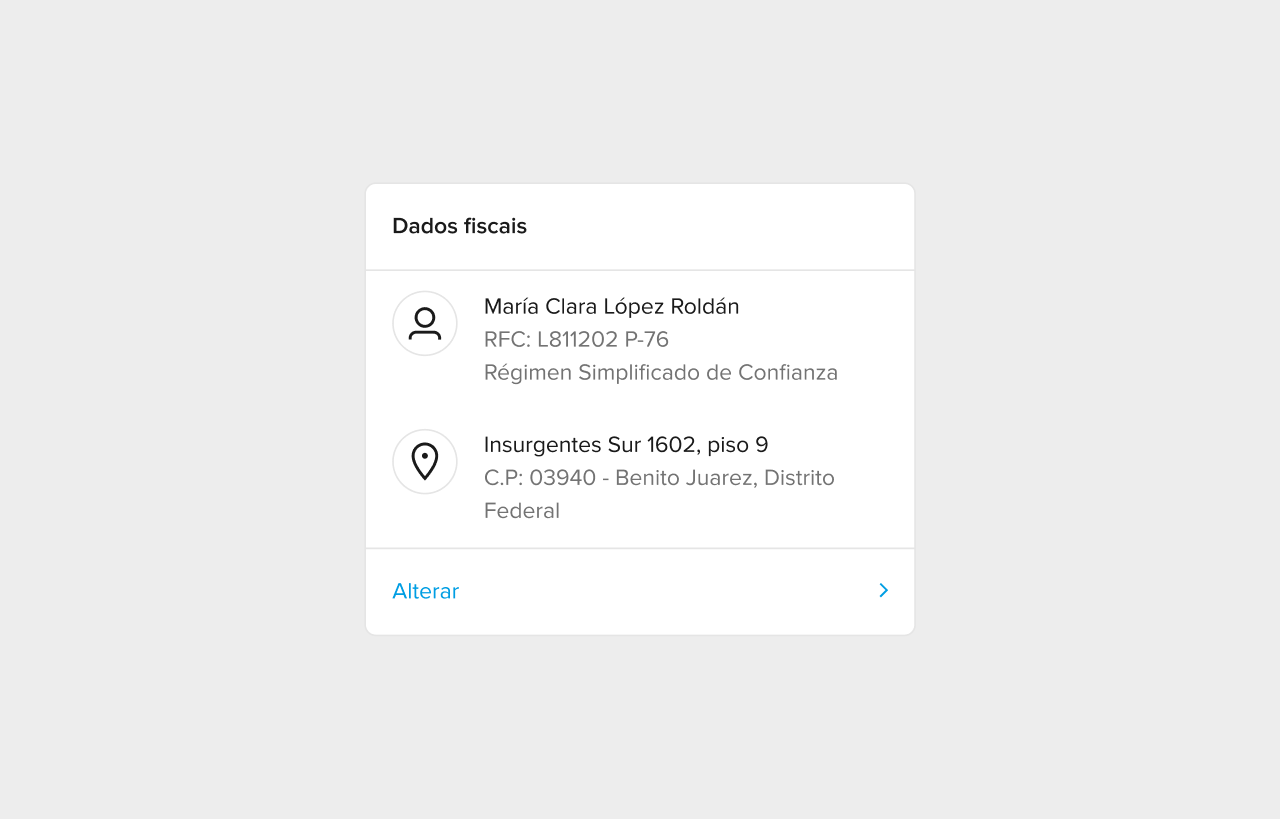 Dados fiscais
María Clara López Roldán
RFC: L811202 P-76
Régimen Simplificado de Confianza
Insurgentes Sur 1602, piso 9
C.P: 03940 - Benito Juarez, Distrito
Federal
Alterar